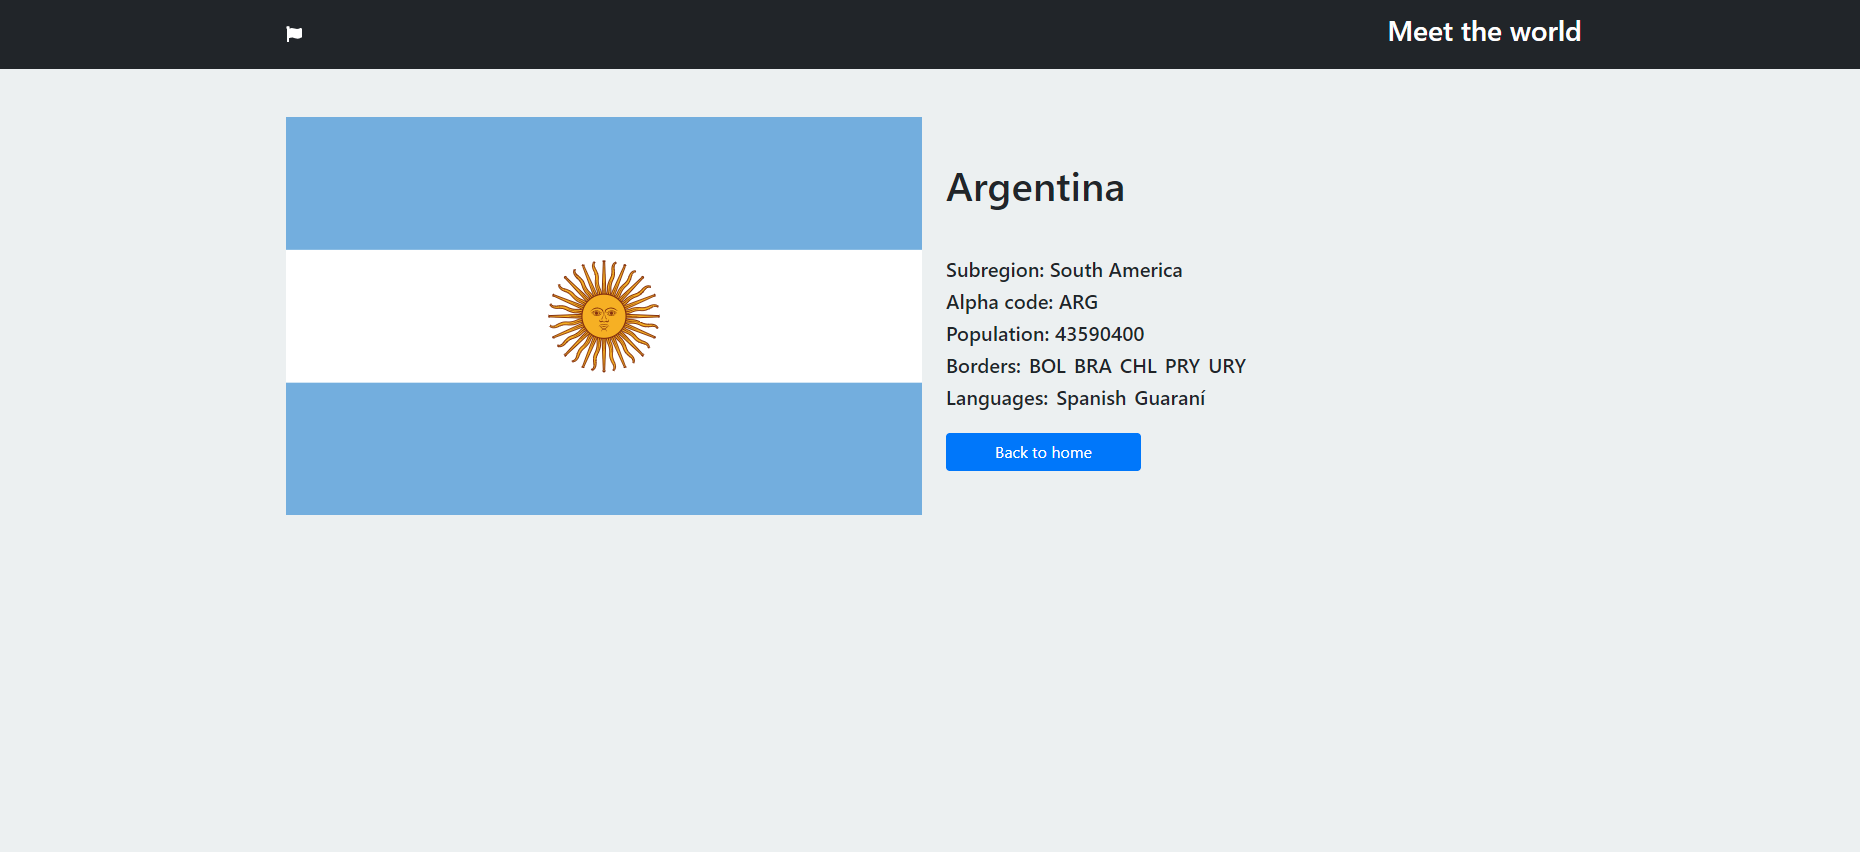 Meet the world
Argentina
Subregion: South America
Alpha code: ARG
Population: 43590400
Borders: BOL BRA CHL PRY URY
Languages: Spanish Guaraní
Back to home